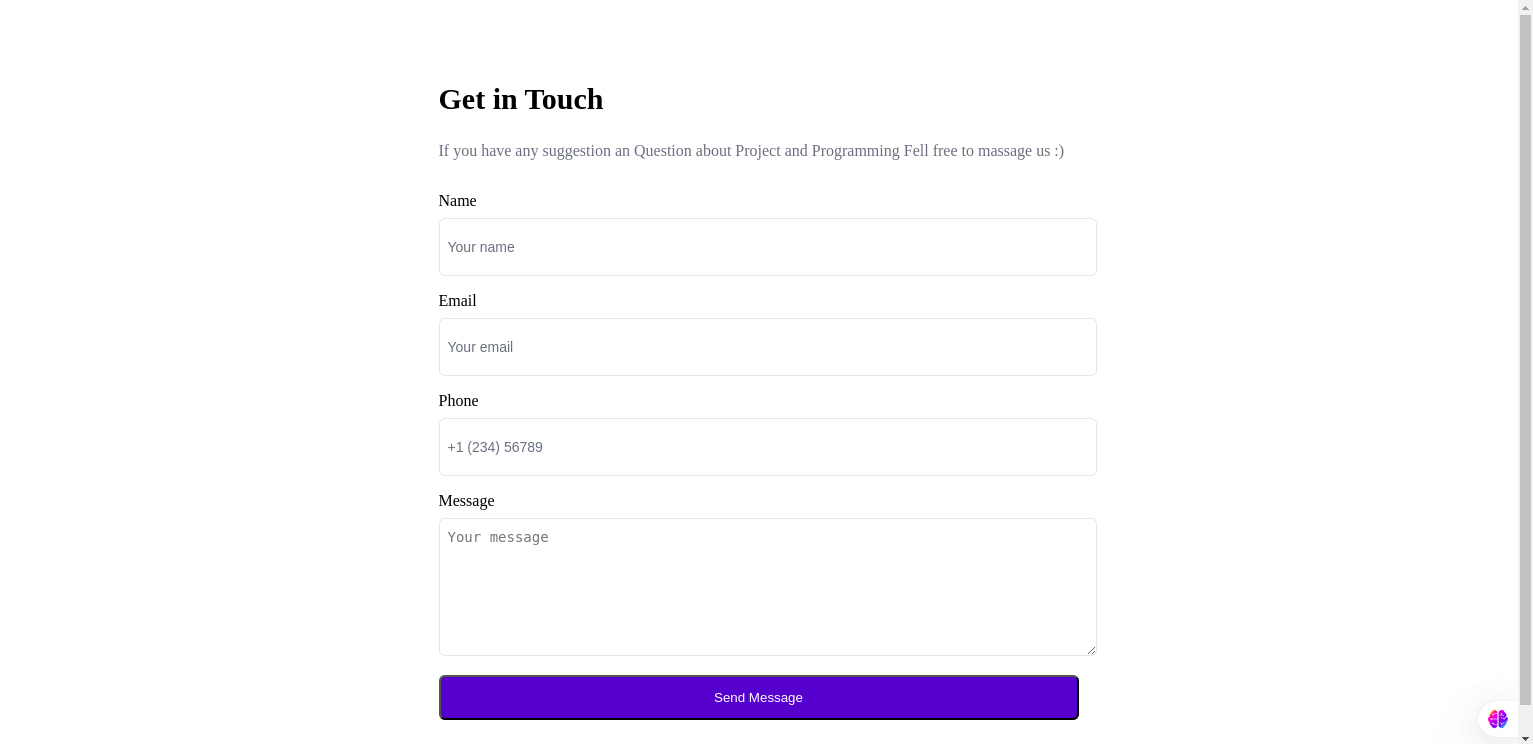 Get in Touch
If you have any suggestion an Question about Project and Programming Fell free to massage us :)
Name
Your name
Email
Your email
Phone
+1 (234) 56789
Message
Your message
Send Message